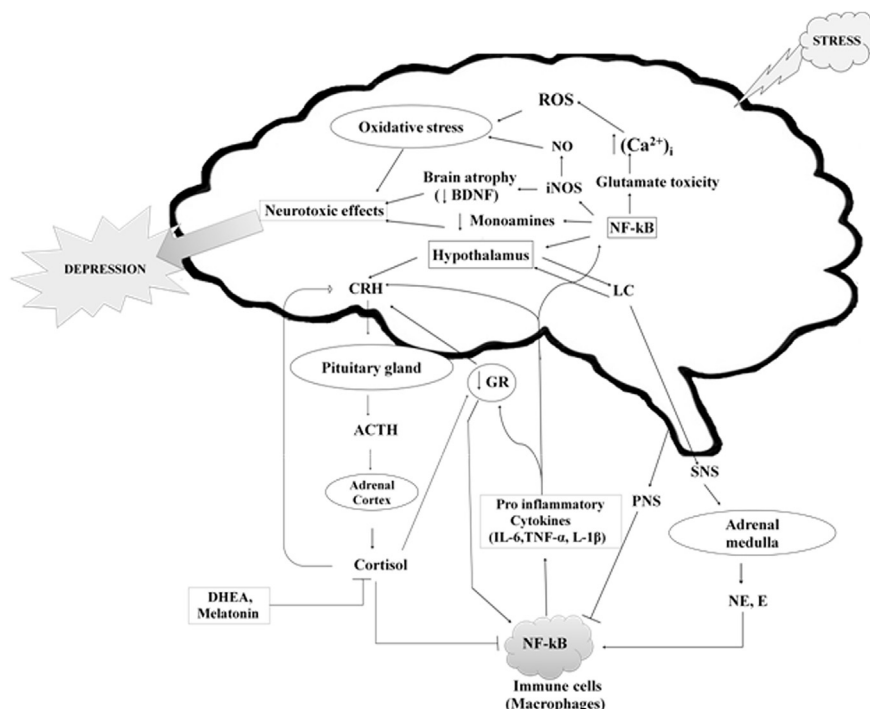 STRESS
ROS
Oxidative stress
NO
↑ (Ca²⁺)i
Brain atrophy
(↓ BDNF)
iNOS
Glutamate toxicity
Neurotoxic effects
↓ Monoamines
NF-kB
Hypothalamus
DEPRESSION
CRH
LC
Pituitary gland
↓ GR
ACTH
SNS
Adrenal
Cortex
Pro inflammatory
Cytokines
(IL-6,TNF-α, L-1β)
PNS
Adrenal
medulla
Cortisol
DHEA,
Melatonin
NE, E
NF-kB
Immune cells
(Macrophages)